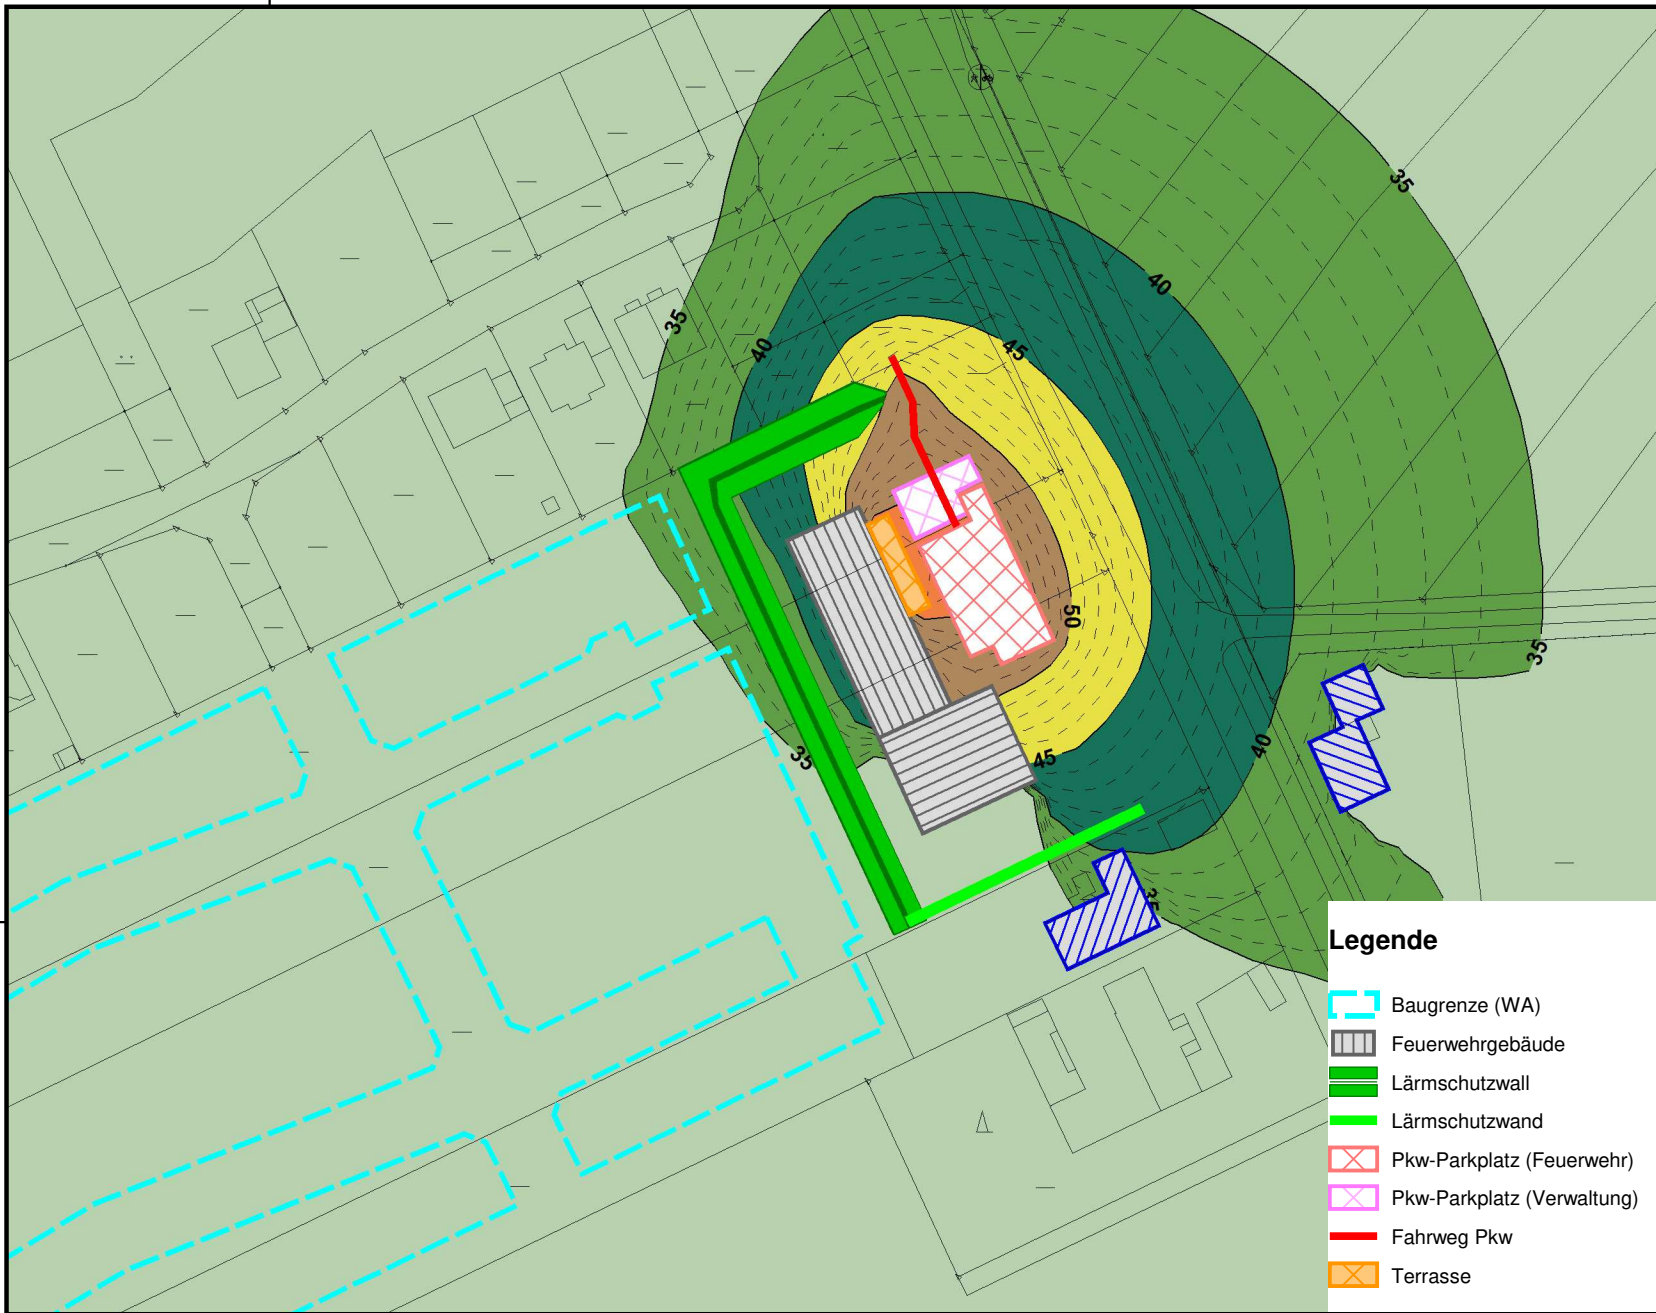 35
40
35
40
45
50
35
35
45
40
35
Legende
Baugrenze (WA)
Feuerwehrgebäude
Lärmschutzwall
Lärmschutzwand
Pkw-Parkplatz (Feuerwehr)
Pkw-Parkplatz (Verwaltung)
Fahrweg Pkw
Terrasse